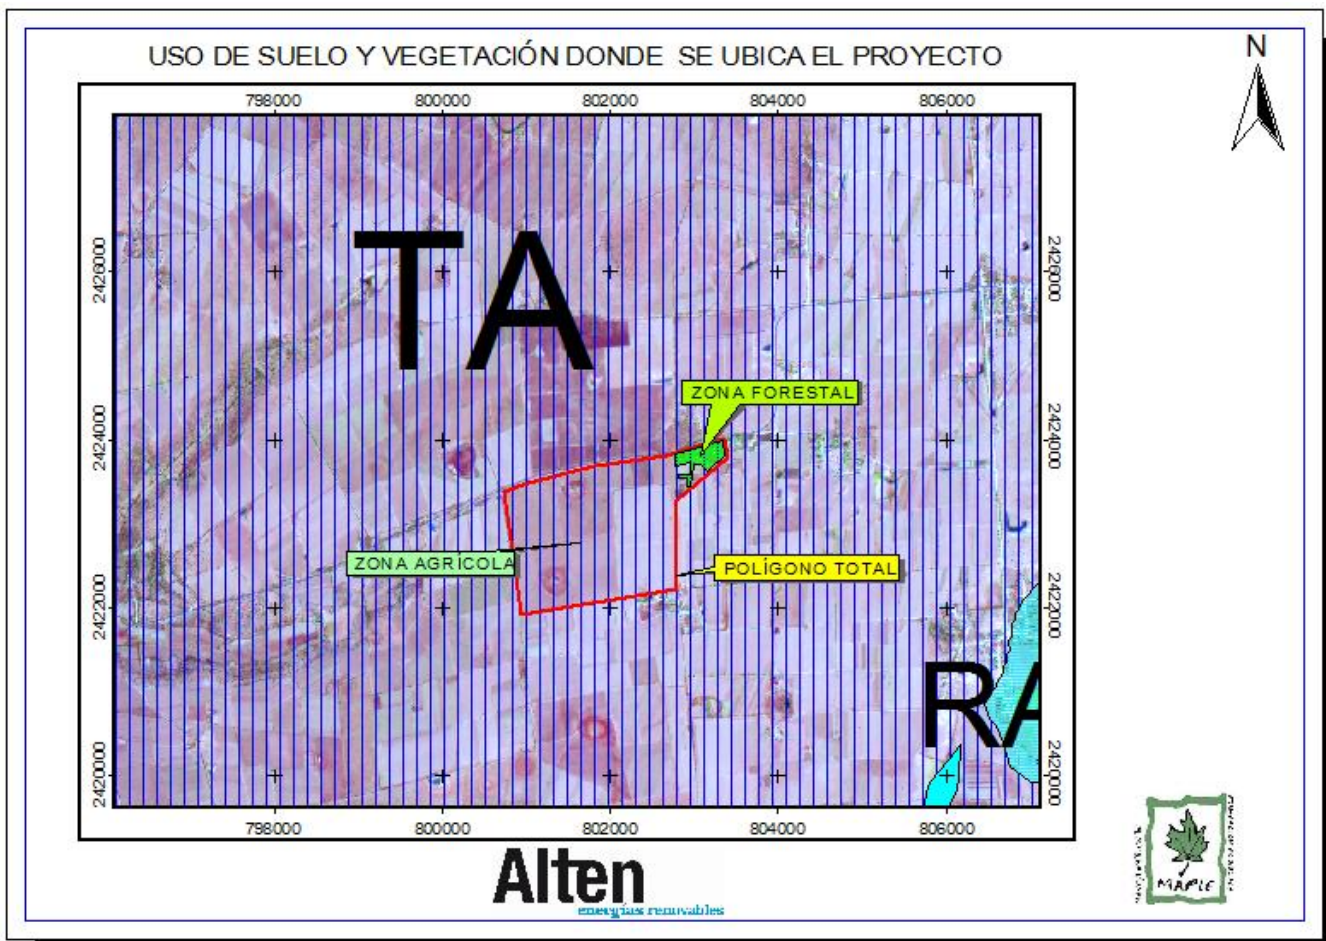 USO DE SUELO Y VEGETACIÓN DONDE SE UBICA EL PROYECTO
N
798000 800000 802000 804000 806000
2426000 2426000
TA
ZONA FORESTAL
2424000 2424000
ZONA AGRÍCOLA
POLÍGONO TOTAL
2422000 2422000
RA
2420000 2420000
798000 800000 802000 804000 806000
Alten
energías renovables
MAPLE